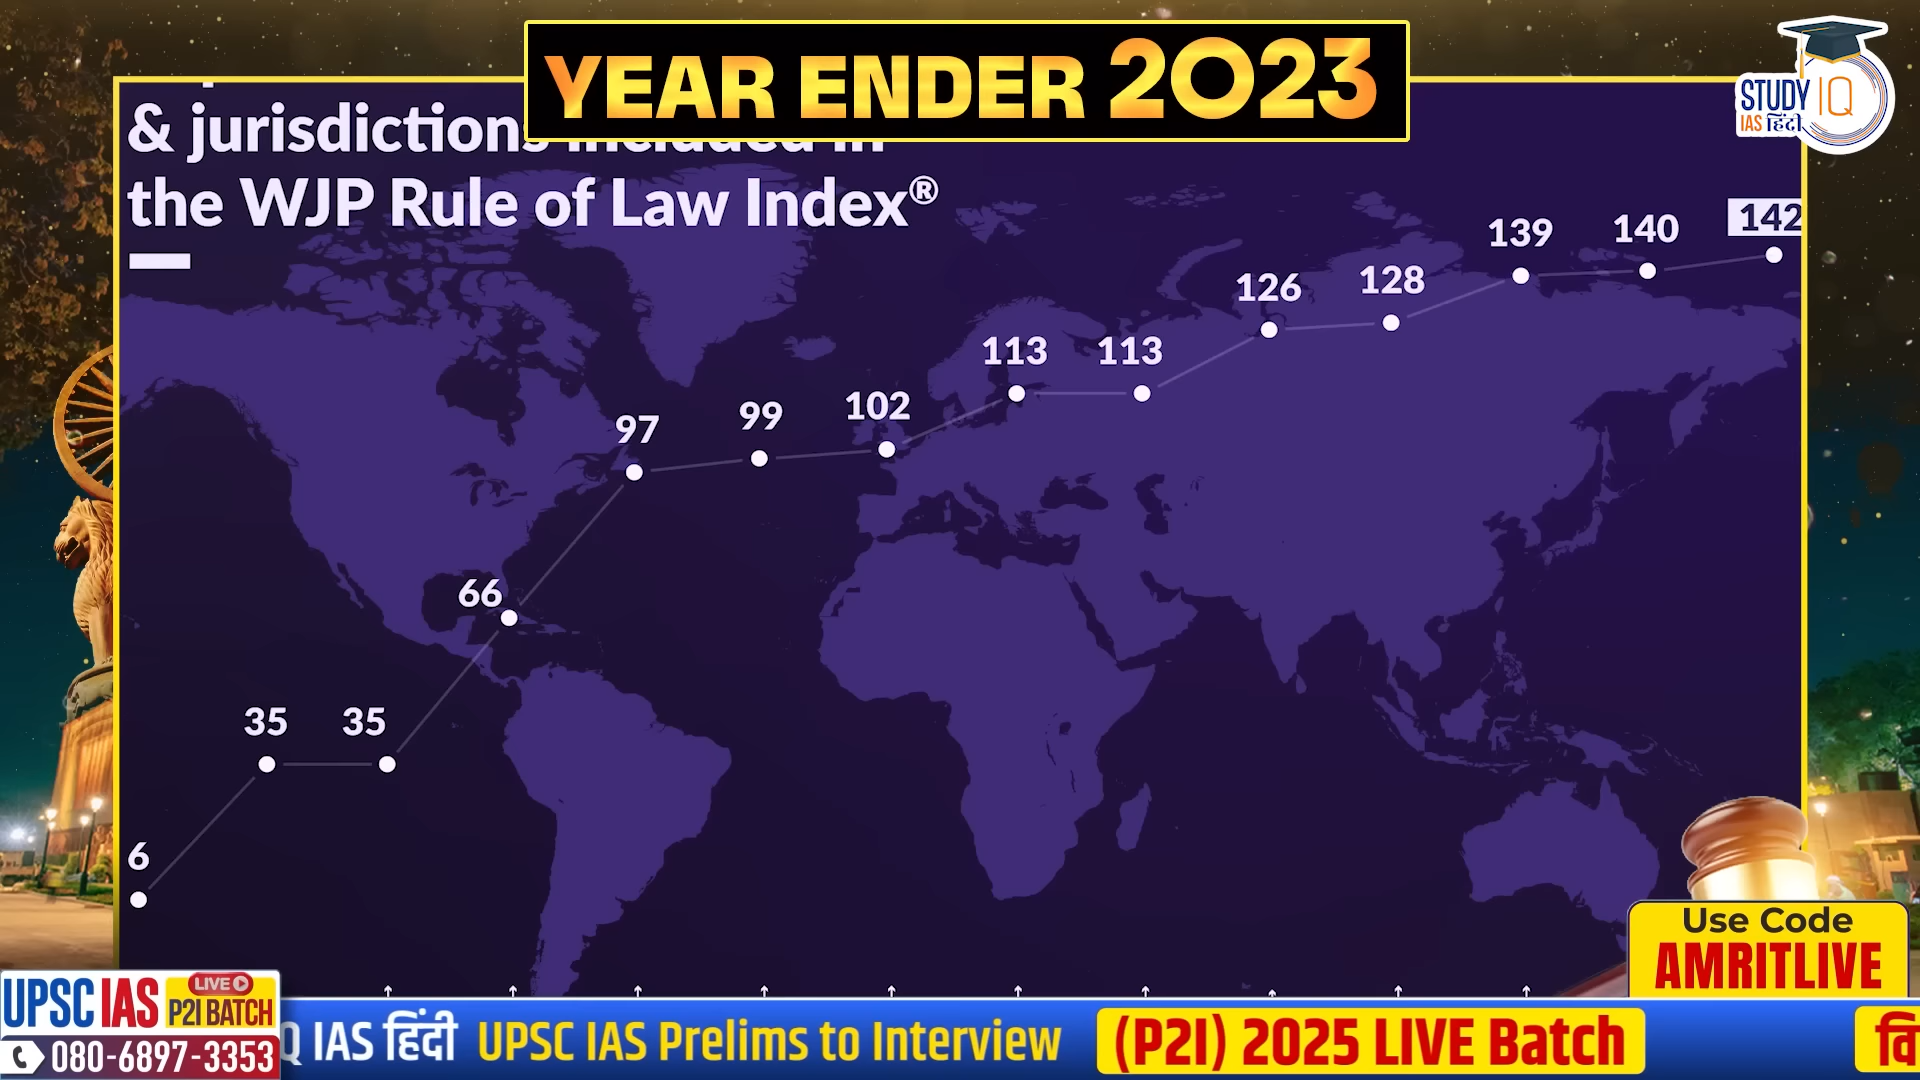 YEAR ENDER 2023
STUDY IQ
IAS हिंदी
& jurisdictions included in
the WJP Rule of Law Index®
6
35
35
66
97
99
102
113
113
126
128
139
140
142
Use Code
AMRITLIVE
UPSC IAS
LIVE
P2I BATCH
080-6897-3353
Q IAS हिंदी UPSC IAS Prelims to Interview (P2I) 2025 LIVE Batch वि